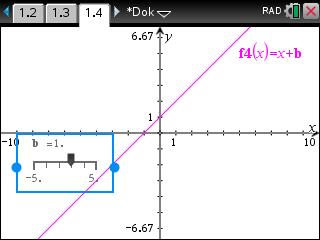 1.2 1.3 1.4 *Dok RAD
6.67 y
f4(x)=x+b
1
x
-10 1 10
b =1.
-5. 5.
-6.67